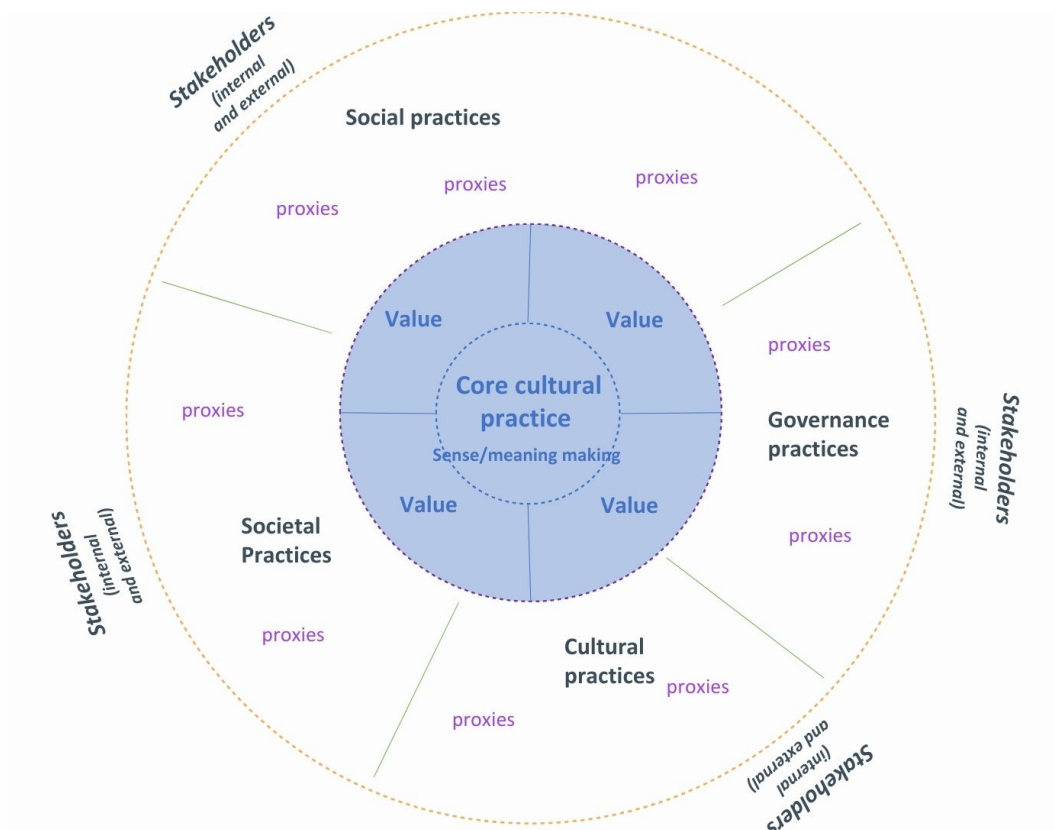 Stakeholders
(internal
and external)
Social practices
proxies
proxies
proxies
Value
Value
Core cultural
practice
Sense/meaning making
Value
Value
proxies
Governance
practices
proxies
Stakeholders
(internal
and external)
proxies
Societal
Practices
proxies
Stakeholders
(internal
and external)
Cultural
practices
proxies
proxies
Stakeholders
(internal
and external)